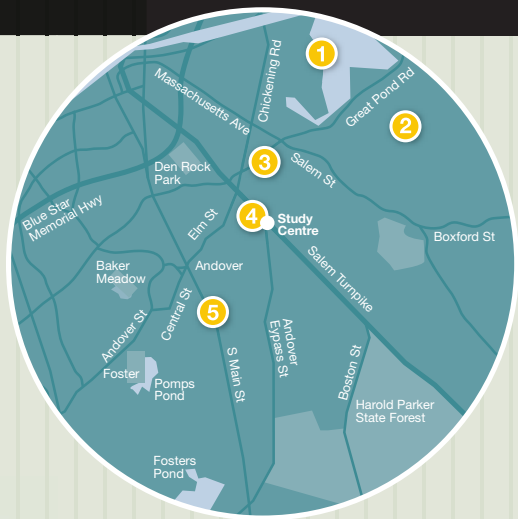 1
Chickering Rd
Massachusetts Ave
Great Pond Rd
2
3
Salem St
Den Rock
Park
Blue Star
Memorial Hwy
Elm St
4
Study
Centre
Boxford St
Baker
Meadow
Andover
Salem Turnpike
Central St
5
Andover St
Andover
Eypass St
S Main St
Boston St
Foster
Pomps
Pond
Harold Parker
State Forest
Fosters
Pond